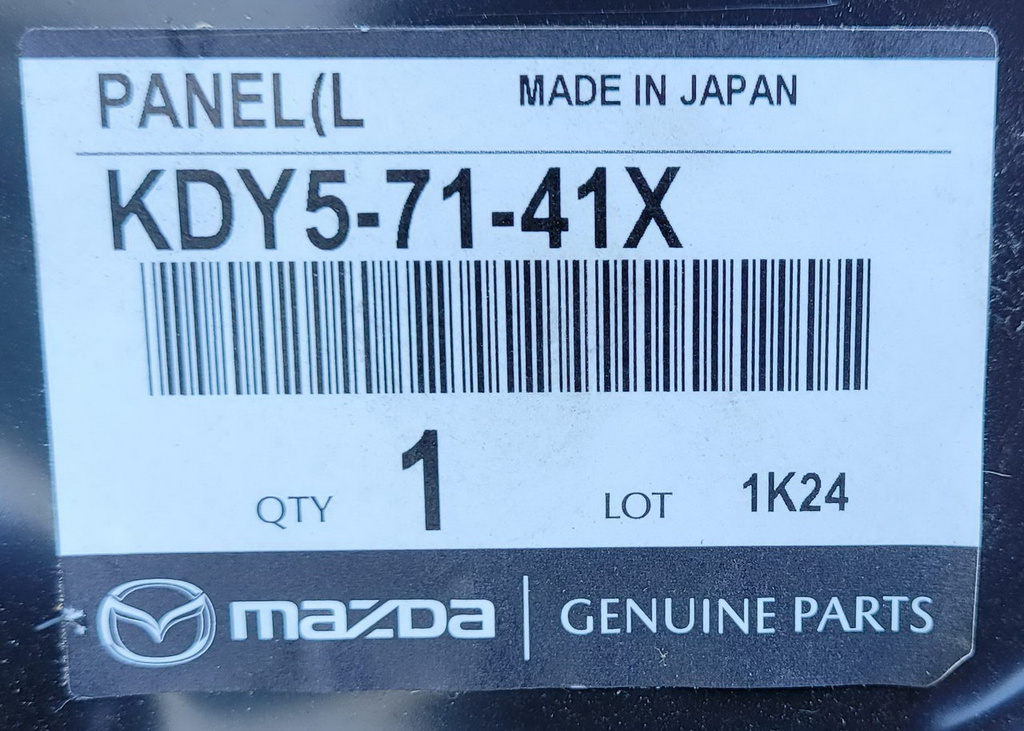 PANEL(L MADE IN JAPAN
KDY5-71-41X
QTY 1 LOT 1K24
mazda GENUINE PARTS